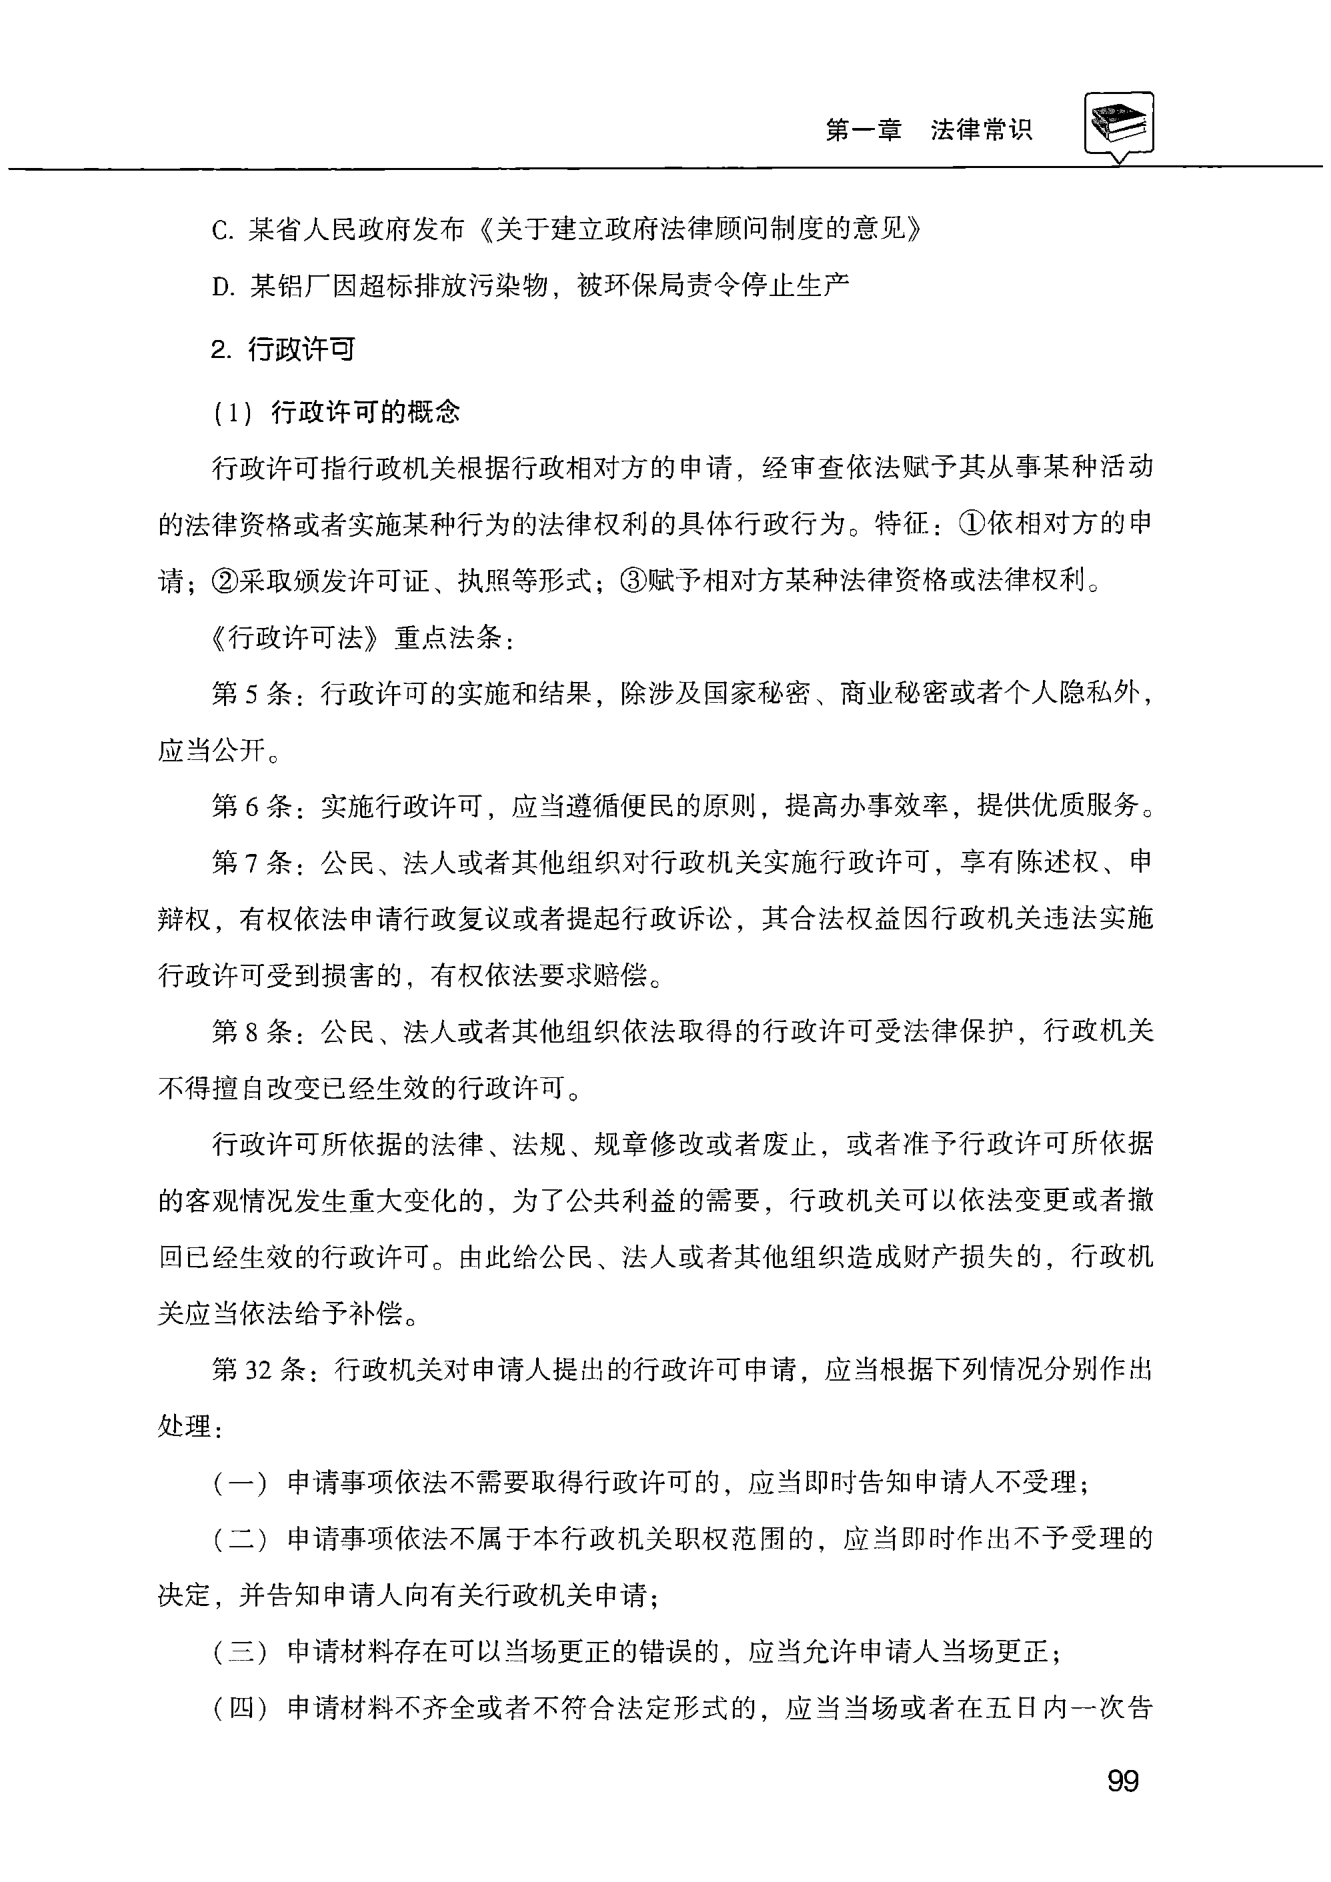 第一章　法律常识
C. 某省人民政府发布《关于建立政府法律顾问制度的意见》
D. 某铝厂因超标排放污染物，被环保局责令停止生产
2. 行政许可
(1) 行政许可的概念
行政许可指行政机关根据行政相对方的申请，经审查依法赋予其从事某种活动
的法律资格或者实施某种行为的法律权利的具体行政行为。特征：①依相对方的申
请；②采取颁发许可证、执照等形式；③赋予相对方某种法律资格或法律权利。
《行政许可法》重点法条：
第 5 条：行政许可的实施和结果，除涉及国家秘密、商业秘密或者个人隐私外，
应当公开。
第 6 条：实施行政许可，应当遵循便民的原则，提高办事效率，提供优质服务。
第 7 条：公民、法人或者其他组织对行政机关实施行政许可，享有陈述权、申
辩权，有权依法申请行政复议或者提起行政诉讼，其合法权益因行政机关违法实施
行政许可受到损害的，有权依法要求赔偿。
第 8 条：公民、法人或者其他组织依法取得的行政许可受法律保护，行政机关
不得擅自改变已经生效的行政许可。
行政许可所依据的法律、法规、规章修改或者废止，或者准予行政许可所依据
的客观情况发生重大变化的，为了公共利益的需要，行政机关可以依法变更或者撤
回已经生效的行政许可。由此给公民、法人或者其他组织造成财产损失的，行政机
关应当依法给予补偿。
第 32 条：行政机关对申请人提出的行政许可申请，应当根据下列情况分别作出
处理：
（一）申请事项依法不需要取得行政许可的，应当即时告知申请人不受理；
（二）申请事项依法不属于本行政机关职权范围的，应当即时作出不予受理的
决定，并告知申请人向有关行政机关申请；
（三）申请材料存在可以当场更正的错误的，应当允许申请人当场更正；
（四）申请材料不齐全或者不符合法定形式的，应当当场或者在五日内一次告
99